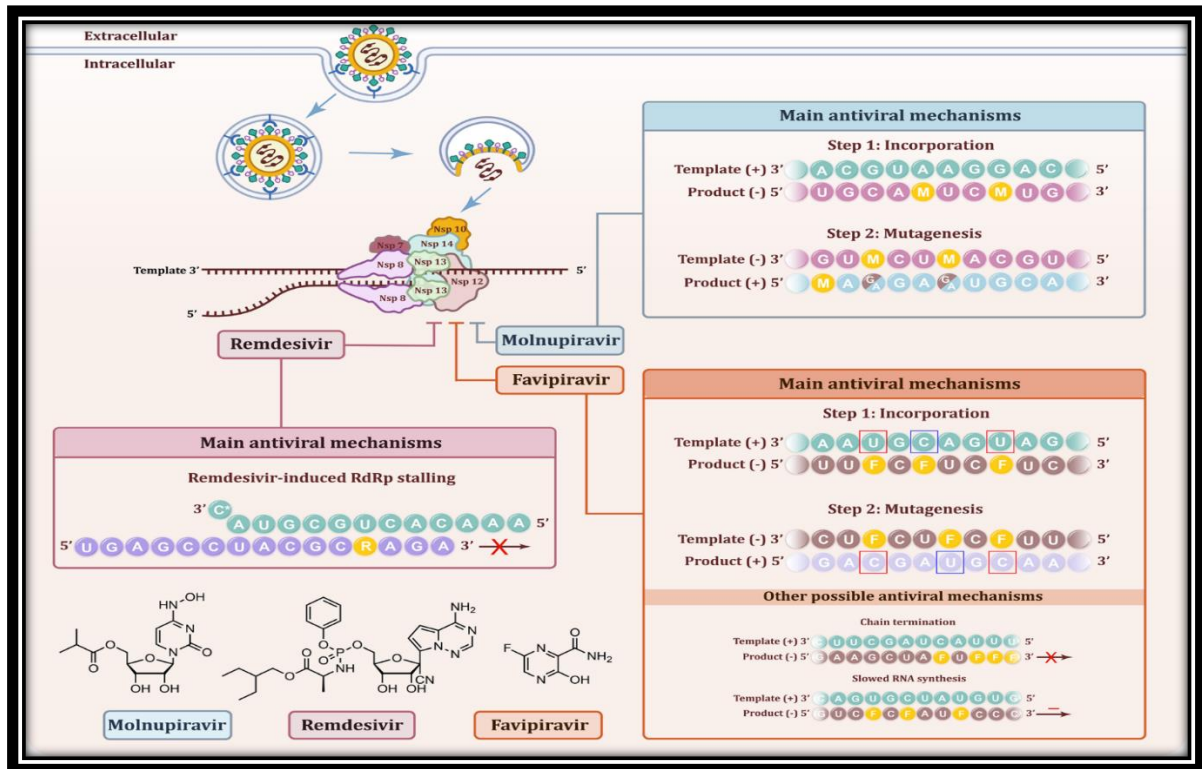 Extracellular
Intracellular
Nsp 10
Nsp 7
Nsp 14
Nsp 8
Nsp 13
Template 3′
5′
Nsp 12
Nsp 13
Nsp 8
5′
Remdesivir
Molnupiravir
Favipiravir
Main antiviral mechanisms
Step 1: Incorporation
Template (+) 3′ A C G U A A G G A C 5′
Product (-) 5′ U G C A M U C M U G 3′
Step 2: Mutagenesis
Template (-) 3′ G U M C U M A C G U 5′
Product (+) 5′ M A G A G A G A U G C A 3′
Main antiviral mechanisms
Remdesivir-induced RdRp stalling
3′ C A U G C G U C A C A A A 5′
5′ U G A G C C U A C G C R A G A 3′
Main antiviral mechanisms
Step 1: Incorporation
Template (+) 3′ A A U G C A G U A G 5′
Product (-) 5′ U U F C F U C F U C 3′
Step 2: Mutagenesis
Template (-) 3′ C U F C U F C F U U 5′
Product (+) 5′ G A C G A U G C A A 3′
Other possible antiviral mechanisms
Chain termination
Template (+) 3′ C U U C G A U C A U U U 5′
Product (-) 5′ A A G C U A F U F F F 3′
Slowed RNA synthesis
Template (+) 3′ C A G U G C U A U G U G 5′
Product (-) 5′ G U C F C F A U F C C C 3′
HN OH
O
N
O
O
N
O
O
OH OH
NH₂
N
N
N
O
O
P
O
NH
O
O
O
CN
OH OH
F
N
O
NH₂
N
OH
Molnupiravir
Remdesivir
Favipiravir